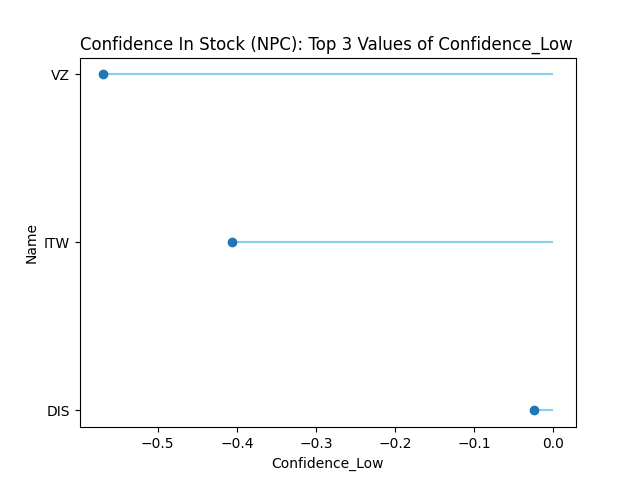 Confidence In Stock (NPC): Top 3 Values of Confidence_Low
VZ
ITW
DIS
Name
−0.5
−0.4
−0.3
−0.2
−0.1
0.0
Confidence_Low